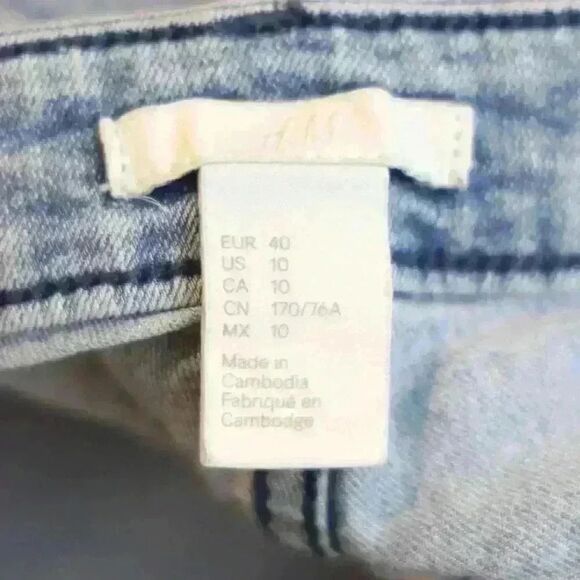 EUR 40
US 10
CA 10
CN 170/76A
MX 10
Made in
Cambodia
Fabriqué en
Cambodge